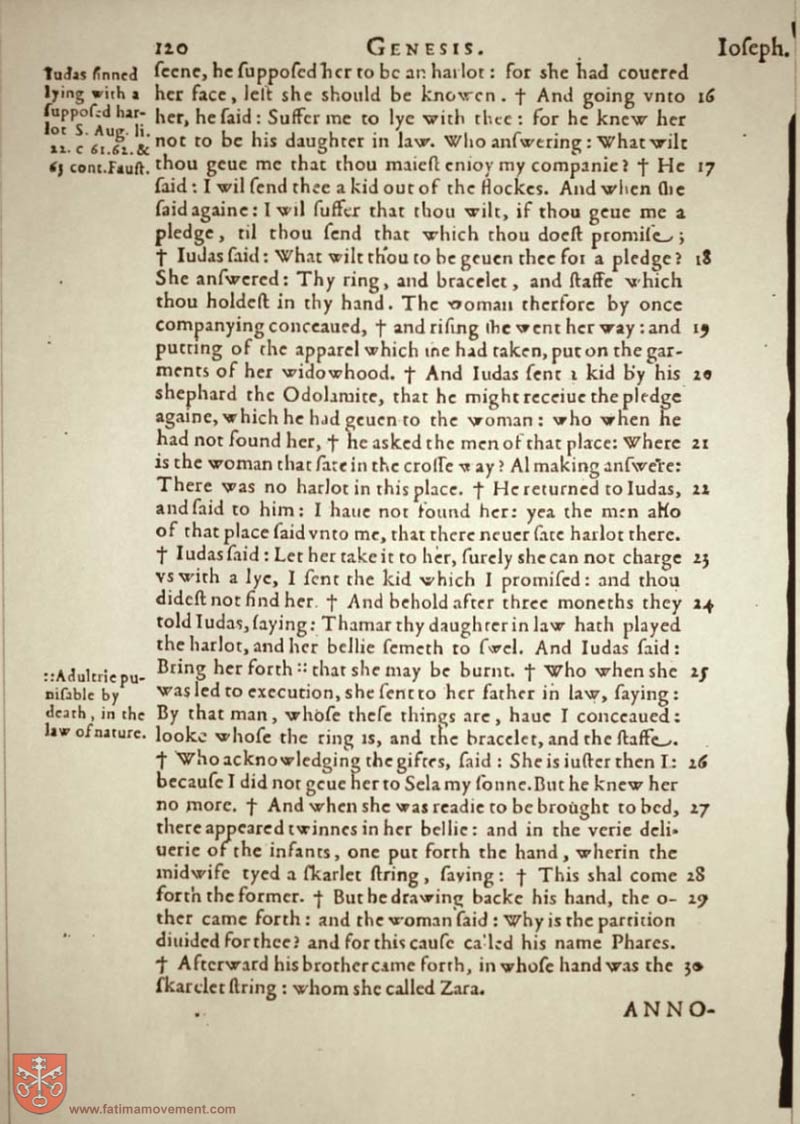 120 GENESIS. Ioſeph.
Iudas ſinned
lying with a
ſuppoſed har-
lot S. Aug. li.
22. c 61.62. &
63 cont.Fauſt.
ſeene, he ſuppoſed her to be an harlot: for she had couered
her face, leſt she should be knowen. † And going vnto 16
her, he ſaid: Suffer me to lye with thee: for he knew her
not to be his daughter in law. Who anſwering: What wilt
thou geue me that thou maieſt enioy my companie? † He 17
ſaid: I wil ſend thee a kid out of the flockes. And when ſhe
ſaid againe: I wil ſuffer that thou wilt, if thou geue me a
pledge, til thou ſend that which thou doeſt promiſe;
† Iudas ſaid: What wilt thou to be geuen thee for a pledge? 18
She anſwered: Thy ring, and bracelet, and ſtaffe which
thou holdeſt in thy hand. The woman therfore by once
companying conceaued, † and riſing ſhe went her way: and 19
putting of the apparel which ſhe had taken, put on the gar-
ments of her widowhood. † And Iudas ſent a kid by his 20
shephard the Odolamite, that he might receiue the pledge
againe, which he had geuen to the woman: who when he
had not found her, † he asked the men of that place: Where 21
is the woman that ſate in the croſſe way? Al making anſwere:
There was no harlot in this place. † He returned to Iudas, 22
and ſaid to him: I haue not found her: yea the men alſo
of that place ſaid vnto me, that there neuer ſate harlot there.
† Iudas ſaid: Let her take it to her, ſurely she can not charge 23
vs with a lye, I ſent the kid which I promiſed: and thou
dideſt not find her. † And behold after three moneths they 24
told Iudas, ſaying: Thamar thy daughter in law hath played
the harlot, and her bellie ſemeth to ſwel. And Iudas ſaid:
Bring her forth :: that she may be burnt. † Who when she 25
was led to execution, she ſent to her father in law, ſaying:
By that man, whoſe theſe things are, haue I conceaued:
looke whoſe the ring is, and the bracelet, and the ſtaffe.
::Adultrie pu-
niſable by
death, in the
law of nature.
† Who acknowledging the giftes, ſaid: She is iuſter then I: 26
becauſe I did not geue her to Sela my ſonne. But he knew her
no more. † And when she was readie to be brought to bed, 27
there appeared twinnes in her bellie: and in the verie deli-
uerie of the infants, one put forth the hand, wherin the
midwife tyed a ſkarlet ſtring, ſaying: † This shal come 28
forth the former. † But he drawing backe his hand, the o- 29
ther came forth: and the woman ſaid: Why is the partition
diuided for thee? and for this cauſe called his name Phares.
† Afterward his brother came forth, in whoſe hand was the 30
ſkarelet ſtring: whom she called Zara.
ANNO-
www.fatimamovement.com